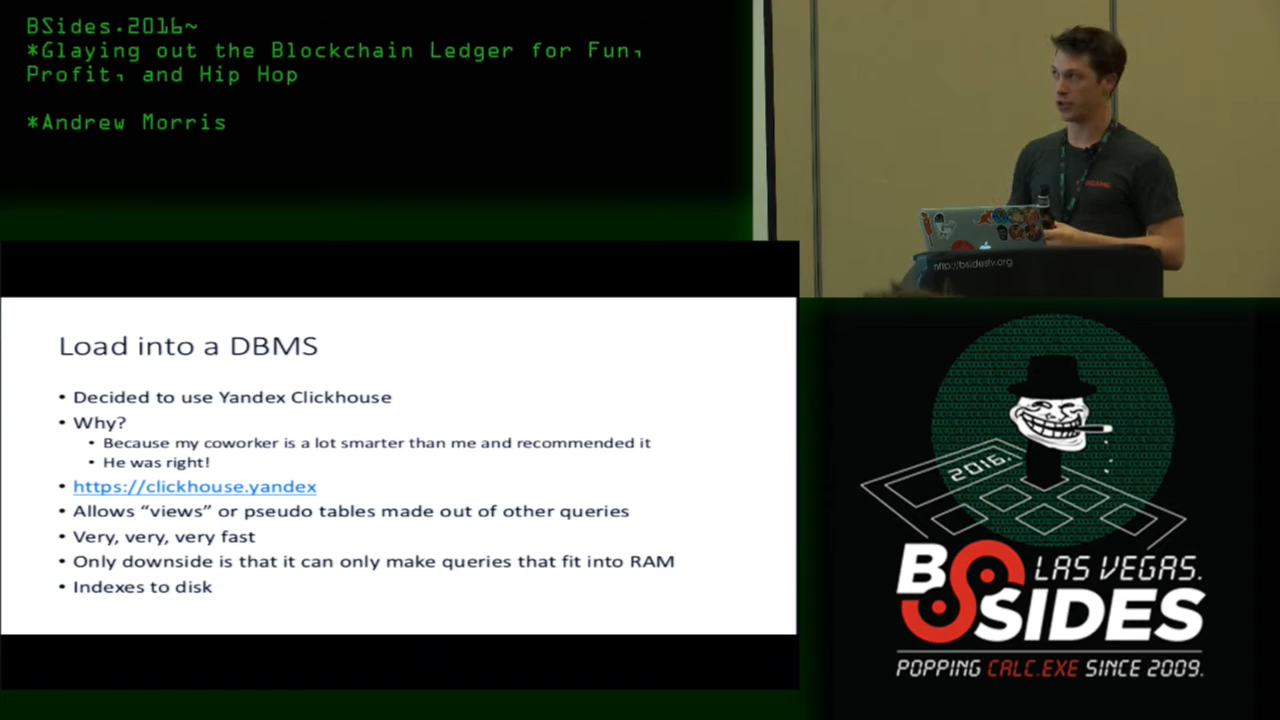 BSides.2016~
*Glaying out the Blockchain Ledger for Fun,
Profit, and Hip Hop
*Andrew Morris
http://bsidestv.org
Load into a DBMS
• Decided to use Yandex Clickhouse
• Why?
• Because my coworker is a lot smarter than me and recommended it
• He was right!
• https://clickhouse.yandex
• Allows “views” or pseudo tables made out of other queries
• Very, very, very fast
• Only downside is that it can only make queries that fit into RAM
• Indexes to disk
2016.
BSIDES
LAS VEGAS.
POPPING CALC.EXE SINCE 2009.